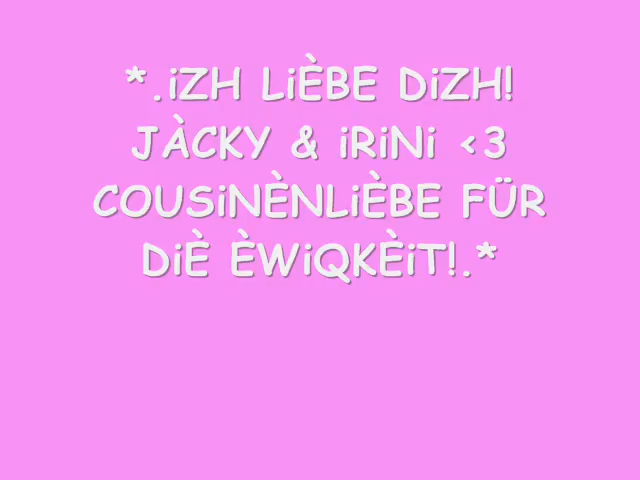 *.iZH LiÈBE DiZH!
JÀCKY & iRiNi <3
COUSiNÈNLiÈBE FÜR
DiÈ ÈWiQKÈiT!.*